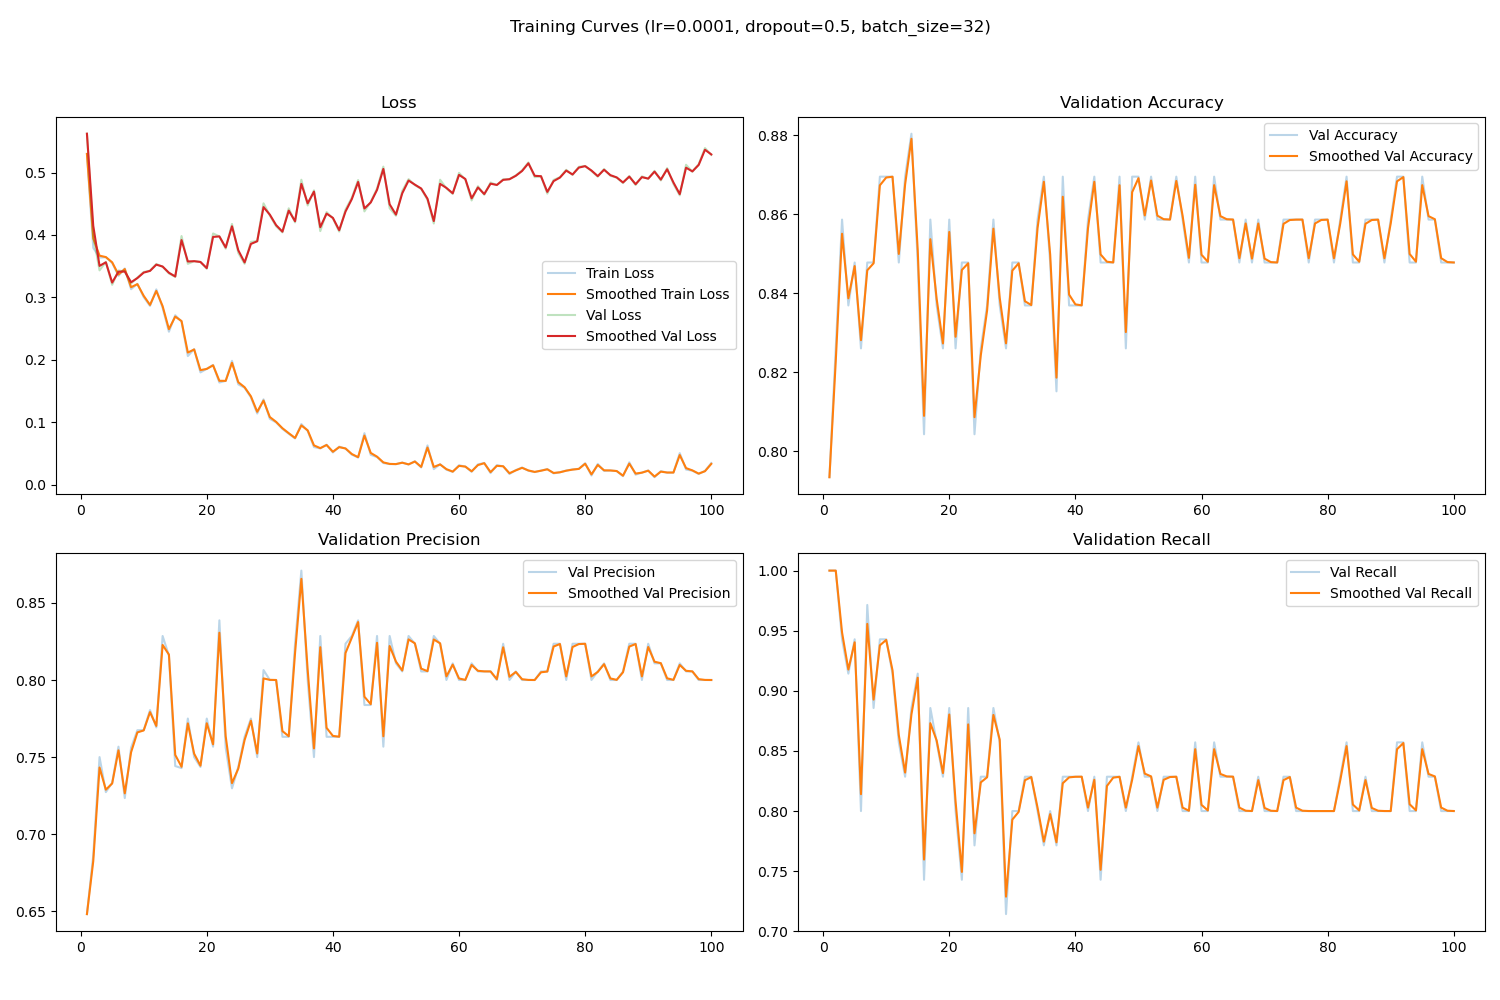 Training Curves (lr=0.0001, dropout=0.5, batch_size=32)
Loss
0.5
0.4
0.3
0.2
0.1
0.0
Train Loss
Smoothed Train Loss
Val Loss
Smoothed Val Loss
0 20 40 60 80 100
Validation Accuracy
0.88
0.86
0.84
0.82
0.80
Val Accuracy
Smoothed Val Accuracy
0 20 40 60 80 100
Validation Precision
0.85
0.80
0.75
0.70
0.65
Val Precision
Smoothed Val Precision
0 20 40 60 80 100
Validation Recall
1.00
0.95
0.90
0.85
0.80
0.75
0.70
Val Recall
Smoothed Val Recall
0 20 40 60 80 100